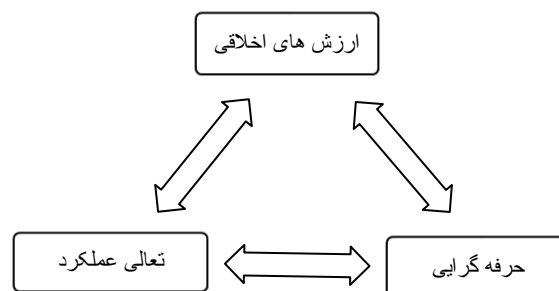 ارزش های اخلاقی
حرفه گرایی
تعالی عملکرد